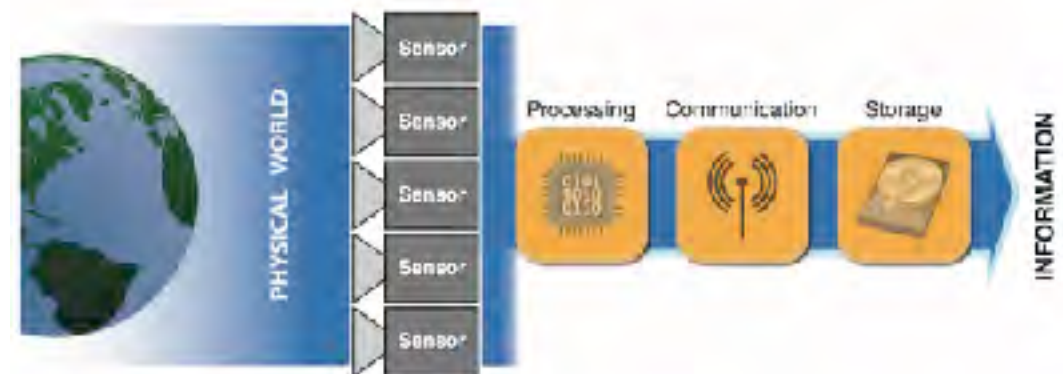 PHYSICAL WORLD
Sensor
Sensor
Sensor
Sensor
Sensor
Processing
Communication
Storage
INFORMATION